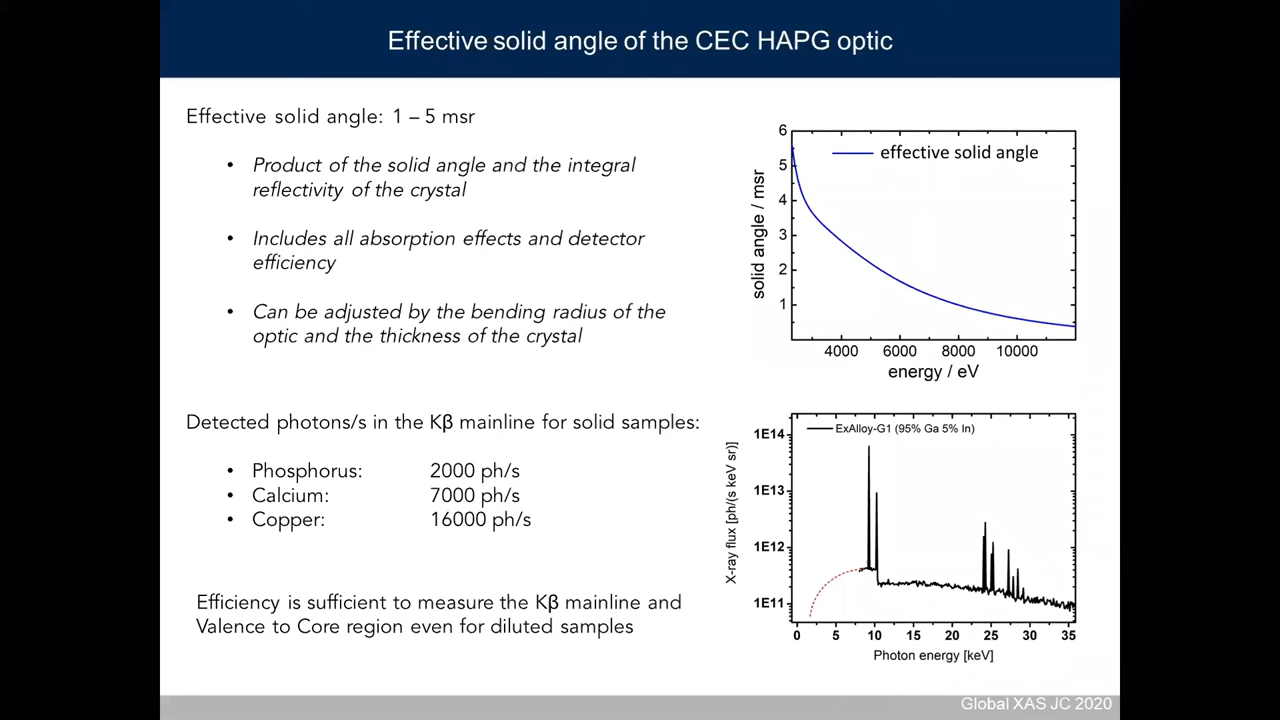 Effective solid angle of the CEC HAPG optic
Effective solid angle: 1 – 5 msr
• Product of the solid angle and the integral
reflectivity of the crystal
• Includes all absorption effects and detector
efficiency
• Can be adjusted by the bending radius of the
optic and the thickness of the crystal
6
5
4
3
2
1
solid angle / msr
effective solid angle
4000 6000 8000 10000
energy / eV
Detected photons/s in the Kβ mainline for solid samples:
• Phosphorus: 2000 ph/s
• Calcium: 7000 ph/s
• Copper: 16000 ph/s
Efficiency is sufficient to measure the Kβ mainline and
Valence to Core region even for diluted samples
1E14
1E13
1E12
1E11
X-ray flux [ph/(s keV sr)]
ExAlloy-G1 (95% Ga 5% In)
0 5 10 15 20 25 30 35
Photon energy [keV]
Global XAS JC 2020